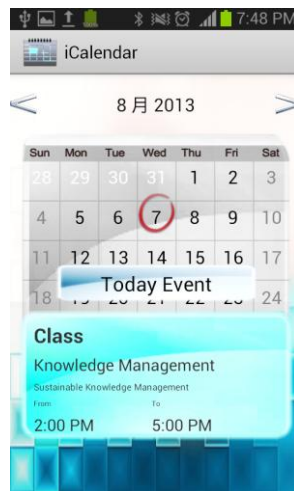 7:48 PM
iCalendar
< 8 月 2013 >
Sun Mon Tue Wed Thu Fri Sat
28 29 30 31 1 2 3
4 5 6 7 8 9 10
11 12 13 14 15 16 17
18 24
Today Event
Class
Knowledge Management
Sustainable Knowledge Management
From To
2:00 PM 5:00 PM